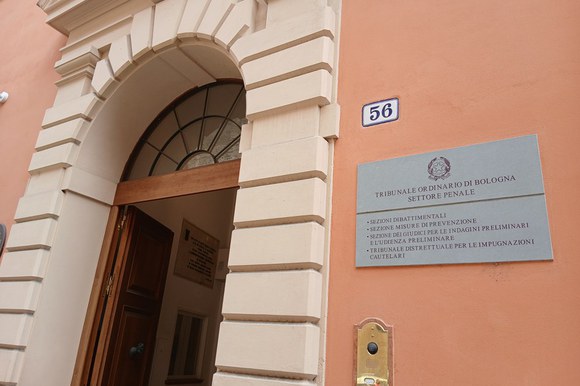 56
TRIBUNALE ORDINARIO DI BOLOGNA
SETTORE PENALE
• SEZIONI DIBATTIMENTALI
• SEZIONE MISURE DI PREVENZIONE
• SEZIONE DEI GIUDICI PER LE INDAGINI PRELIMINARI
E L'UDIENZA PRELIMINARE
• TRIBUNALE DISTRETTUALE PER LE IMPUGNAZIONI
CAUTELARI